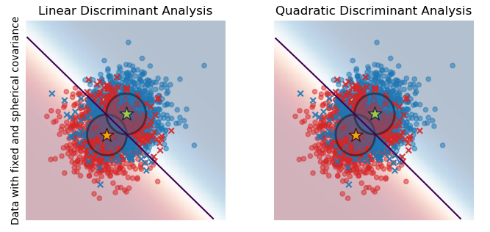 Linear Discriminant Analysis
Quadratic Discriminant Analysis
Data with fixed and spherical covariance